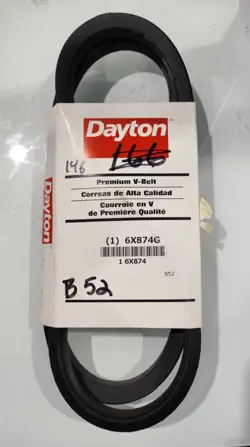 Dayton
146 166
Premium V-Belt
Correas de Alta Calidad
Courroie en V
de Première Qualité
(1) 6X874G
1 6X874
B52
B 52